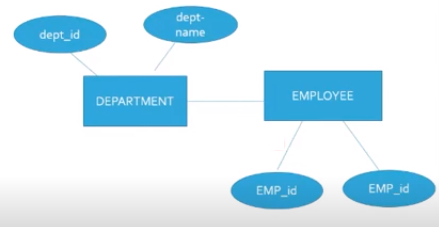 dept_id
dept-
name
DEPARTMENT
EMPLOYEE
EMP_id
EMP_id